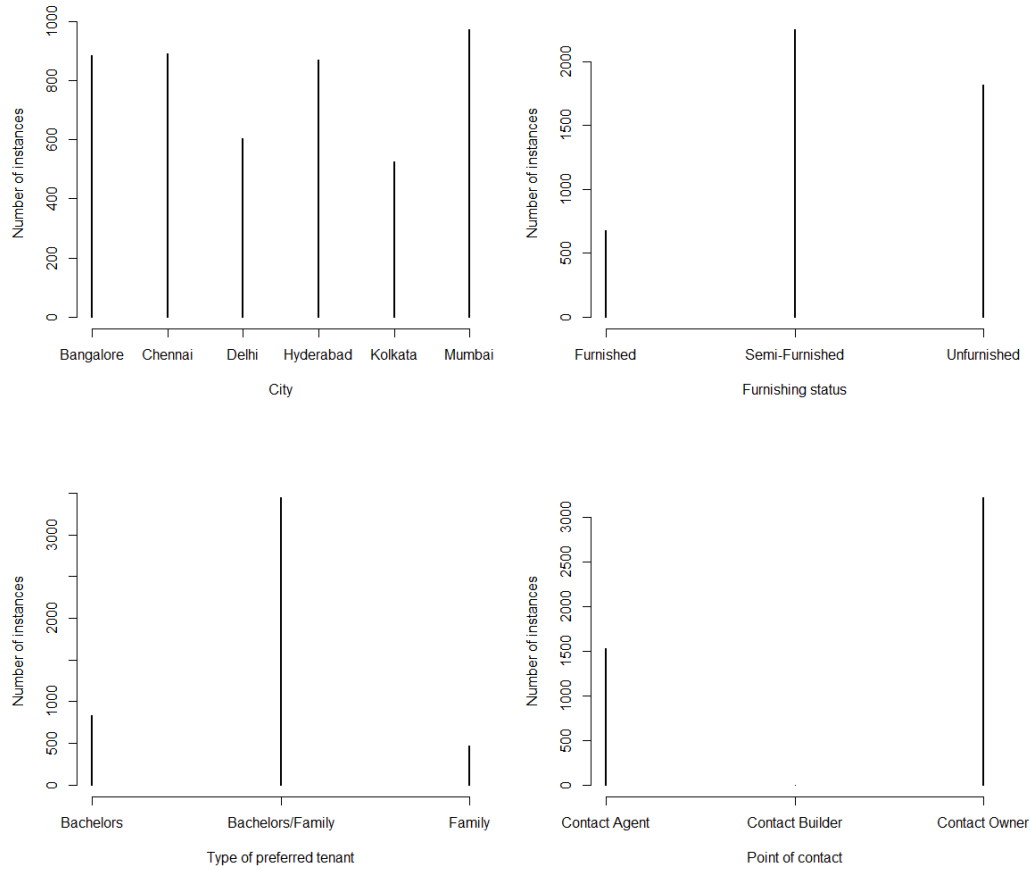 Number of instances
1000
800
600
400
200
0
Bangalore Chennai Delhi Hyderabad Kolkata Mumbai
City
Number of instances
2000
1500
1000
500
0
Furnished Semi-Furnished Unfurnished
Furnishing status
Number of instances
3000
2000
1000
500
0
Bachelors Bachelors/Family Family
Type of preferred tenant
Number of instances
3000
2500
2000
1500
1000
500
0
Contact Agent Contact Builder Contact Owner
Point of contact